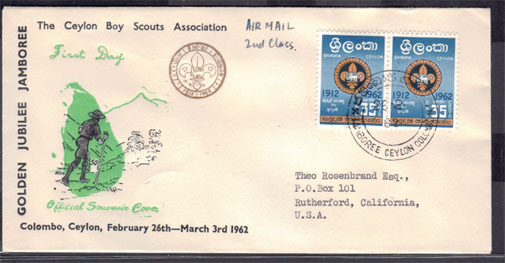 The Ceylon Boy Scouts Association
GOLDEN JUBILEE JAMBOREE
First Day
AIR MAIL
2nd Class.
ශ්‍රී ලංකා
CEYLON
1912 1962
35
ශ්‍රී ලංකා
CEYLON
1912 1962
35
JAMBOREE CEYLON
Theo Rosenbrand Esq.,
P.O.Box 101
Rutherford, California,
U.S.A.
Official Souvenir Cover
Colombo, Ceylon, February 26th—March 3rd 1962